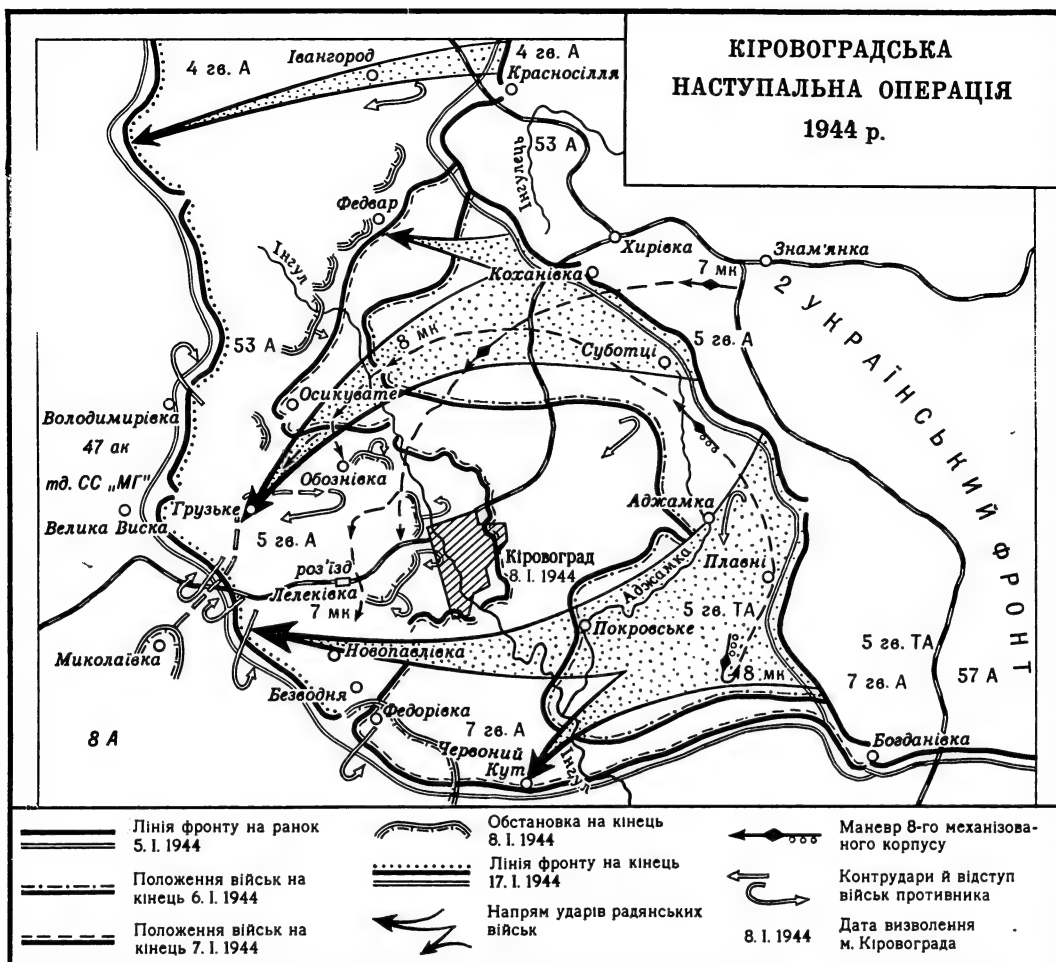 КІРОВОГРАДСЬКА
НАСТУПАЛЬНА ОПЕРАЦІЯ
1944 р.
4 гв. А
Івангород
4 гв. А
Красносілля
53 А
Інгулець
Федвар
Інгул
Хирівка
Знам'янка
Коханівка
7 мк
2 УКРАЇНСЬКИЙ ФРОНТ
53 А
8 мк
5 гв. А
Суботці
Осикувате
Володимирівка
47 ак
тд. СС „МГ"
Велика Виска
Обознівка
Грузьке
Аджамка
5 гв. А
Кіровоград
8. I. 1944
Плавні
роз'їзд
Лелеківка
7 мк
Аджамка
5 гв. ТА
Покровське
Миколаївка
Новопавлівка
5 гв. ТА
8 мк
7 гв. А
57 А
Безводня
Федорівка
8 А
7 гв. А
Червоний
Кут
Інгул
Богданівка
Лінія фронту на ранок
5. I. 1944
Положення військ на
кінець 6. I. 1944
Положення військ на
кінець 7. I. 1944
Обстановка на кінець
8. I. 1944
Лінія фронту на кінець
17. I. 1944
Напрям ударів радянських
військ
Маневр 8-го механізова-
ного корпусу
Контрудари й відступ
військ противника
8. I. 1944
Дата визволення
м. Кіровограда